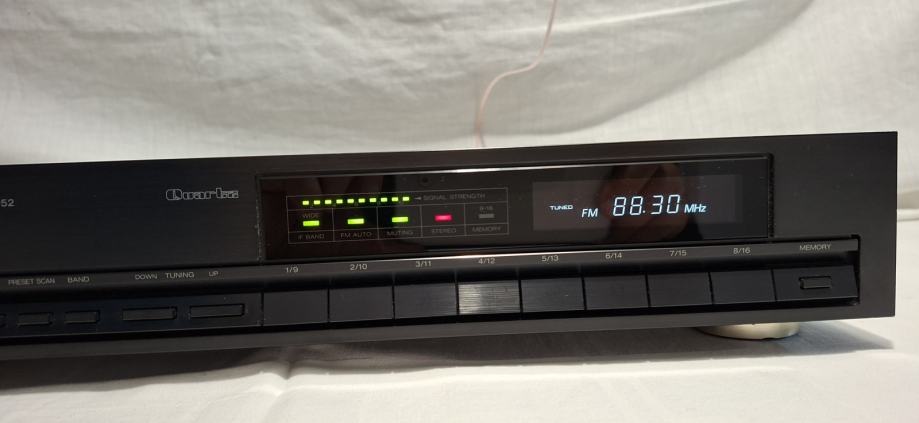 52
Quartz
SIGNAL STRENGTH
WIDE
9-16
IF BAND FM AUTO MUTING STEREO MEMORY
TUNED FM 88.30 MHz
PRESET SCAN BAND DOWN TUNING UP
1/9 2/10 3/11 4/12 5/13 6/14 7/15 8/16 MEMORY